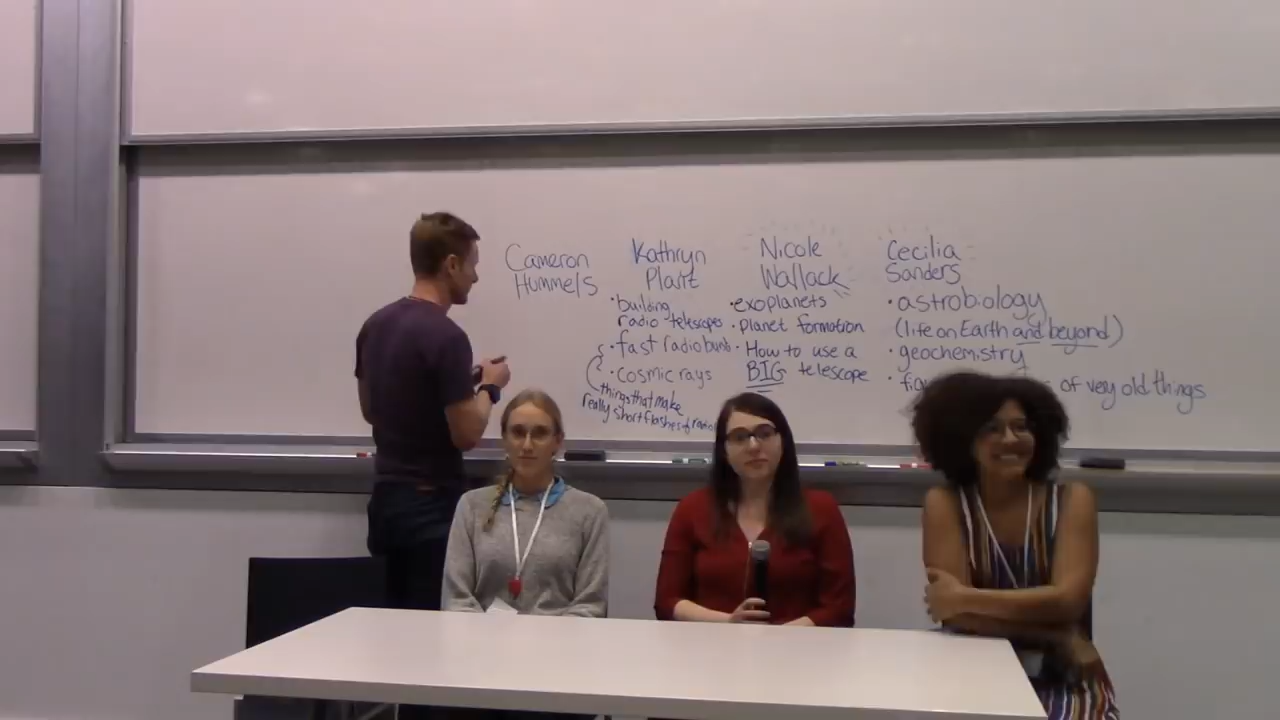 Cameron
Hummels
Kathryn
Plant
• building
radio telescopes
• fast radio bursts
• cosmic rays
things that make
really short flashes of radio
Nicole
Wallack
• exoplanets
• planet formation
• How to use a
BIG telescope
Cecilia
Sanders
• astrobiology
(life on Earth and beyond)
• geochemistry
• of very old things